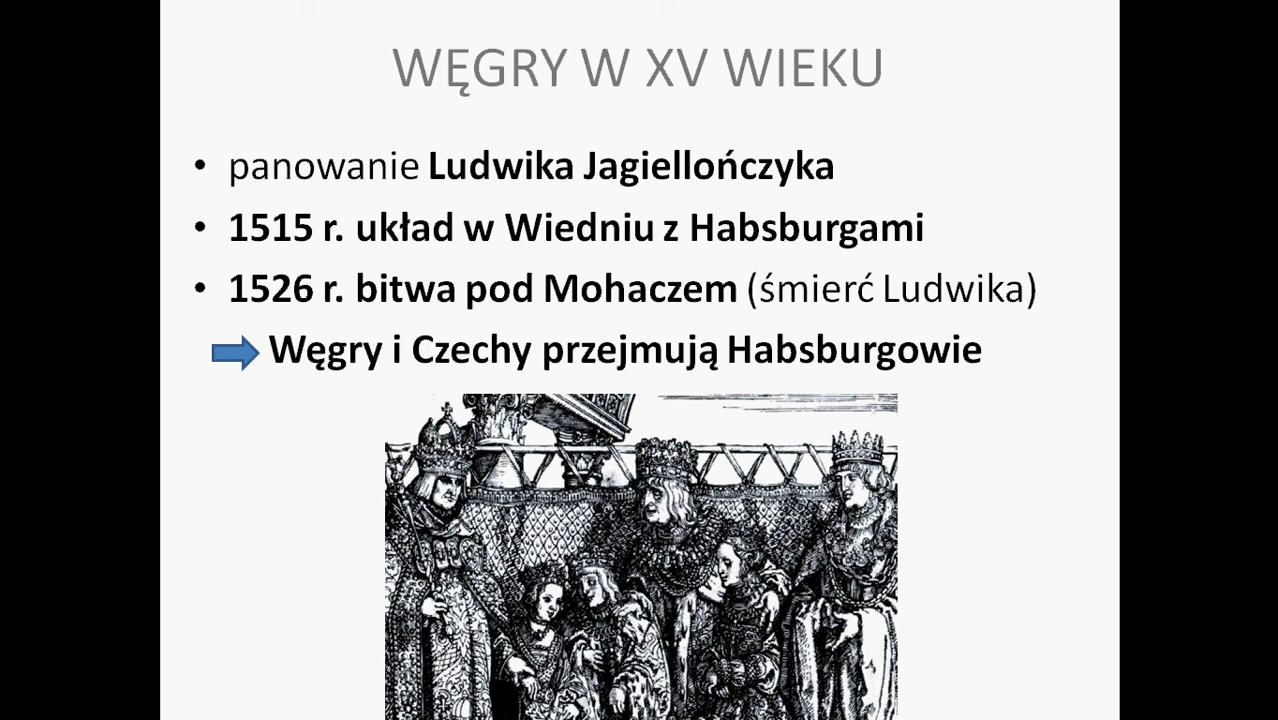 WĘGRY W XV WIEKU
• panowanie Ludwika Jagiellończyka
• 1515 r. układ w Wiedniu z Habsburgami
• 1526 r. bitwa pod Mohaczem (śmierć Ludwika)
Węgry i Czechy przejmują Habsburgowie